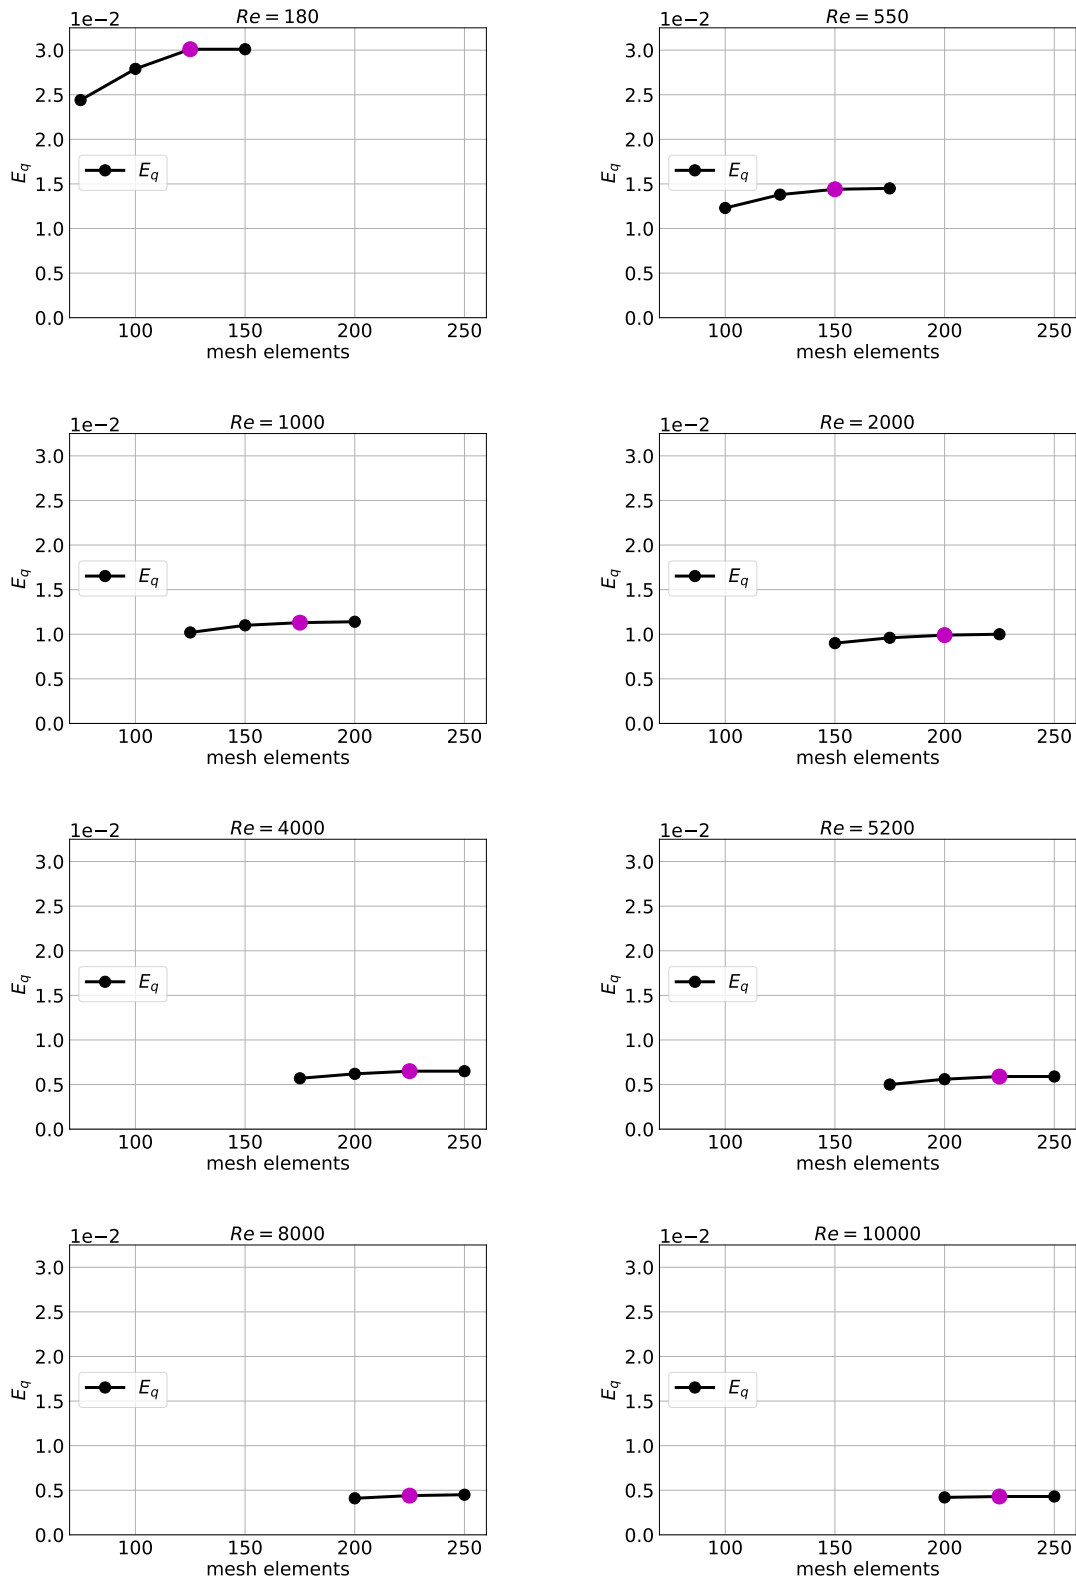 1e−2
Re = 180
3.0
2.5
2.0
1.5
1.0
0.5
0.0
E_q
E_q
100 150 200 250
mesh elements
1e−2
Re = 550
3.0
2.5
2.0
1.5
1.0
0.5
0.0
E_q
E_q
100 150 200 250
mesh elements
1e−2
Re = 1000
3.0
2.5
2.0
1.5
1.0
0.5
0.0
E_q
E_q
100 150 200 250
mesh elements
1e−2
Re = 2000
3.0
2.5
2.0
1.5
1.0
0.5
0.0
E_q
E_q
100 150 200 250
mesh elements
1e−2
Re = 4000
3.0
2.5
2.0
1.5
1.0
0.5
0.0
E_q
E_q
100 150 200 250
mesh elements
1e−2
Re = 5200
3.0
2.5
2.0
1.5
1.0
0.5
0.0
E_q
E_q
100 150 200 250
mesh elements
1e−2
Re = 8000
3.0
2.5
2.0
1.5
1.0
0.5
0.0
E_q
E_q
100 150 200 250
mesh elements
1e−2
Re = 10000
3.0
2.5
2.0
1.5
1.0
0.5
0.0
E_q
E_q
100 150 200 250
mesh elements